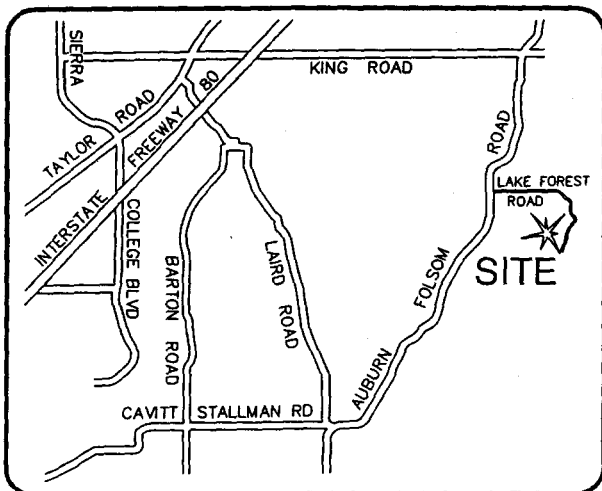 SIERRA
COLLEGE BLVD
KING ROAD
TAYLOR ROAD
INTERSTATE FREEWAY 80
BARTON ROAD
LAIRD ROAD
AUBURN FOLSOM ROAD
LAKE FOREST
ROAD
SITE
CAVITT STALLMAN RD